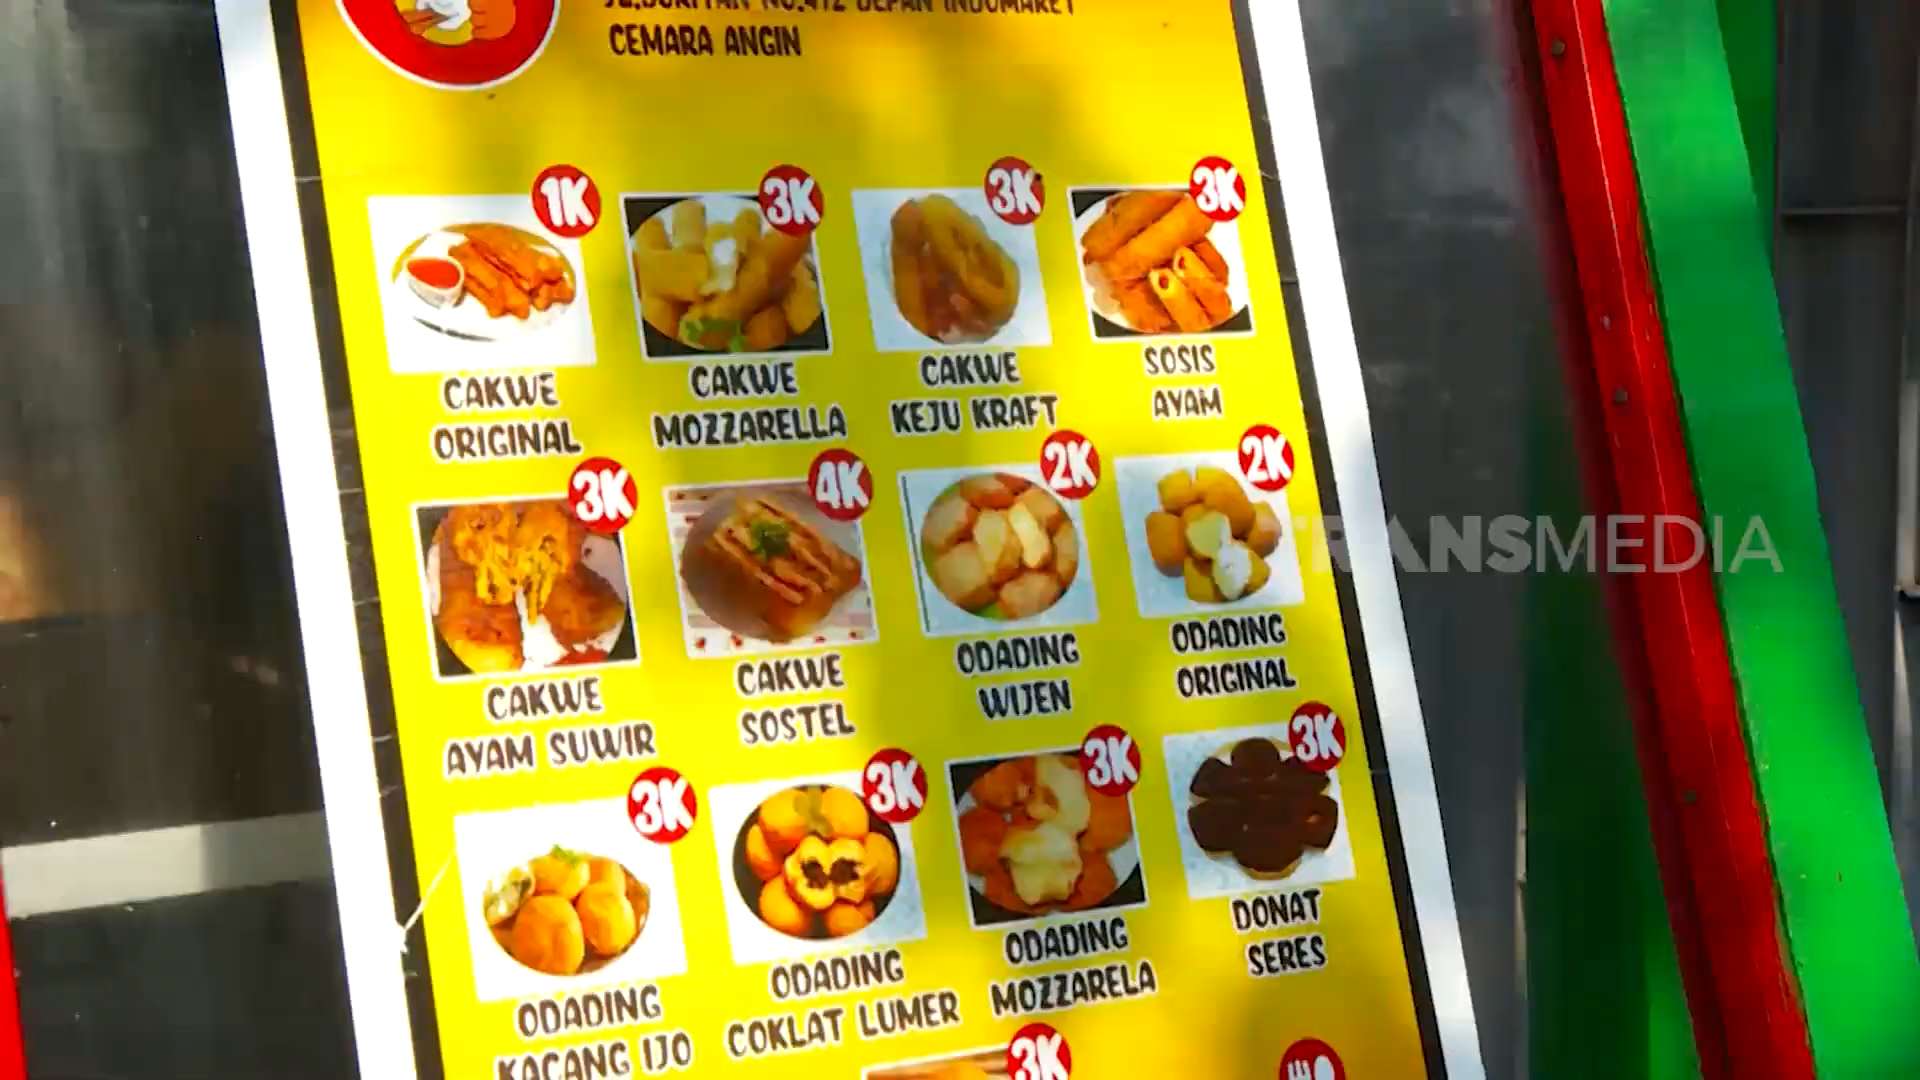 CEMARA ANGIN
1K
3K
3K
3K
CAKWE
ORIGINAL
CAKWE
MOZZARELLA
CAKWE
KEJU KRAFT
SOSIS
AYAM
3K
4K
2K
2K
CAKWE
AYAM SUWIR
CAKWE
SOSTEL
ODADING
WIJEN
ODADING
ORIGINAL
TRANSMEDIA
3K
3K
3K
3K
ODADING
KACANG IJO
ODADING
COKLAT LUMER
ODADING
MOZZARELA
DONAT
SERES
3K